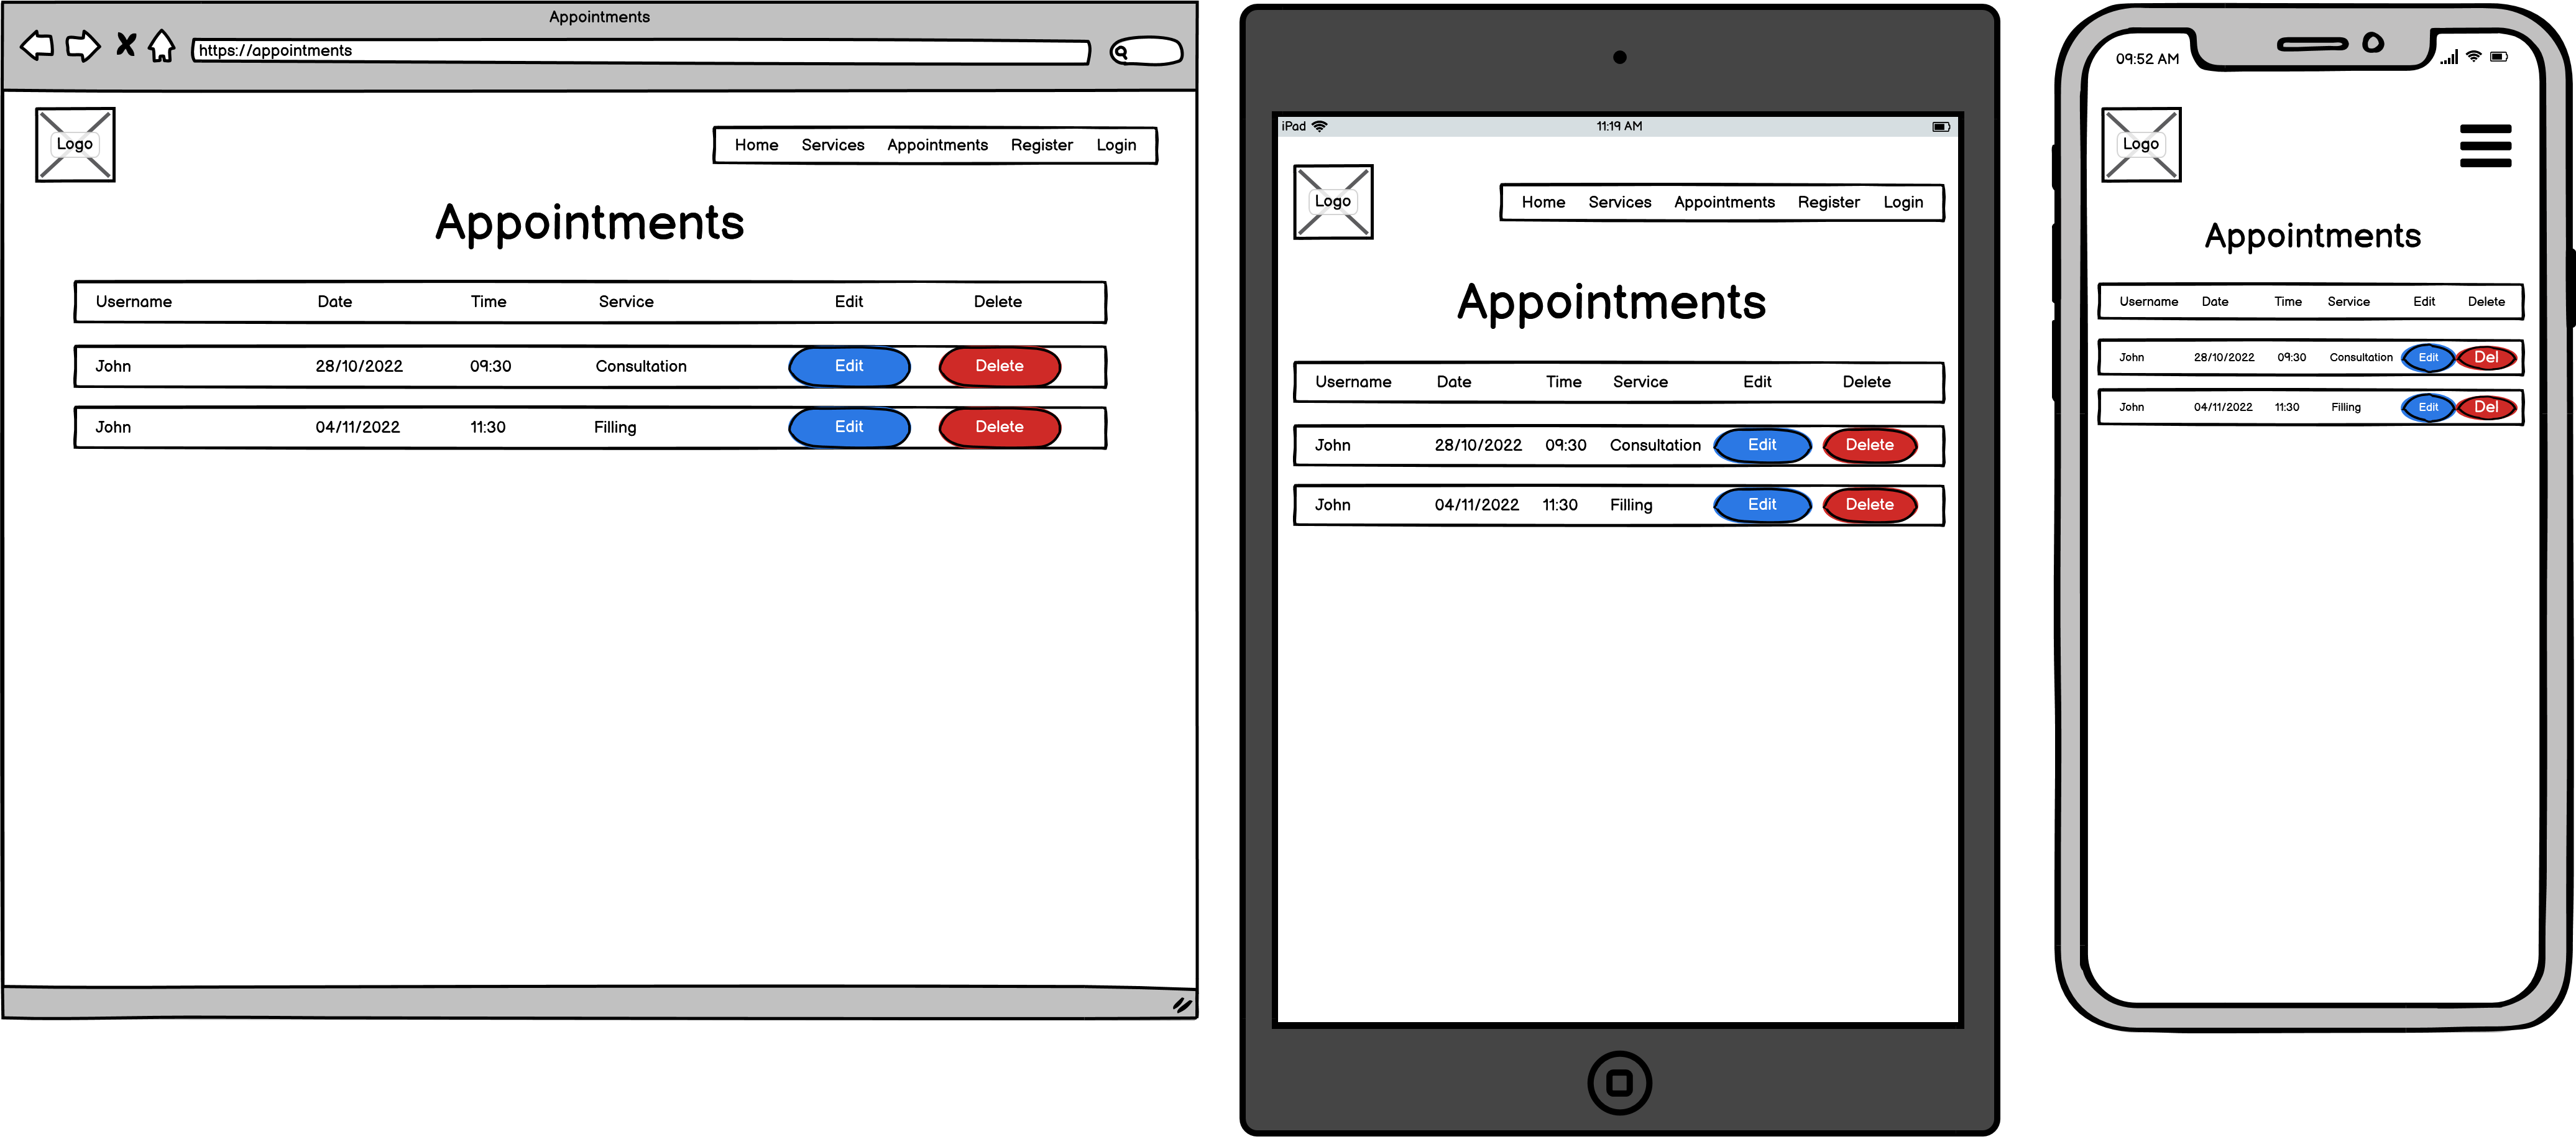 Appointments
https://appointments
Logo
Home Services Appointments Register Login
Appointments
Username Date Time Service Edit Delete
John 28/10/2022 09:30 Consultation Edit Delete
John 04/11/2022 11:30 Filling Edit Delete
iPad 11:19 AM
Logo
Home Services Appointments Register Login
Appointments
Username Date Time Service Edit Delete
John 28/10/2022 09:30 Consultation Edit Delete
John 04/11/2022 11:30 Filling Edit Delete
09:52 AM
Logo
Appointments
Username Date Time Service Edit Delete
John 28/10/2022 09:30 Consultation Edit Del
John 04/11/2022 11:30 Filling Edit Del